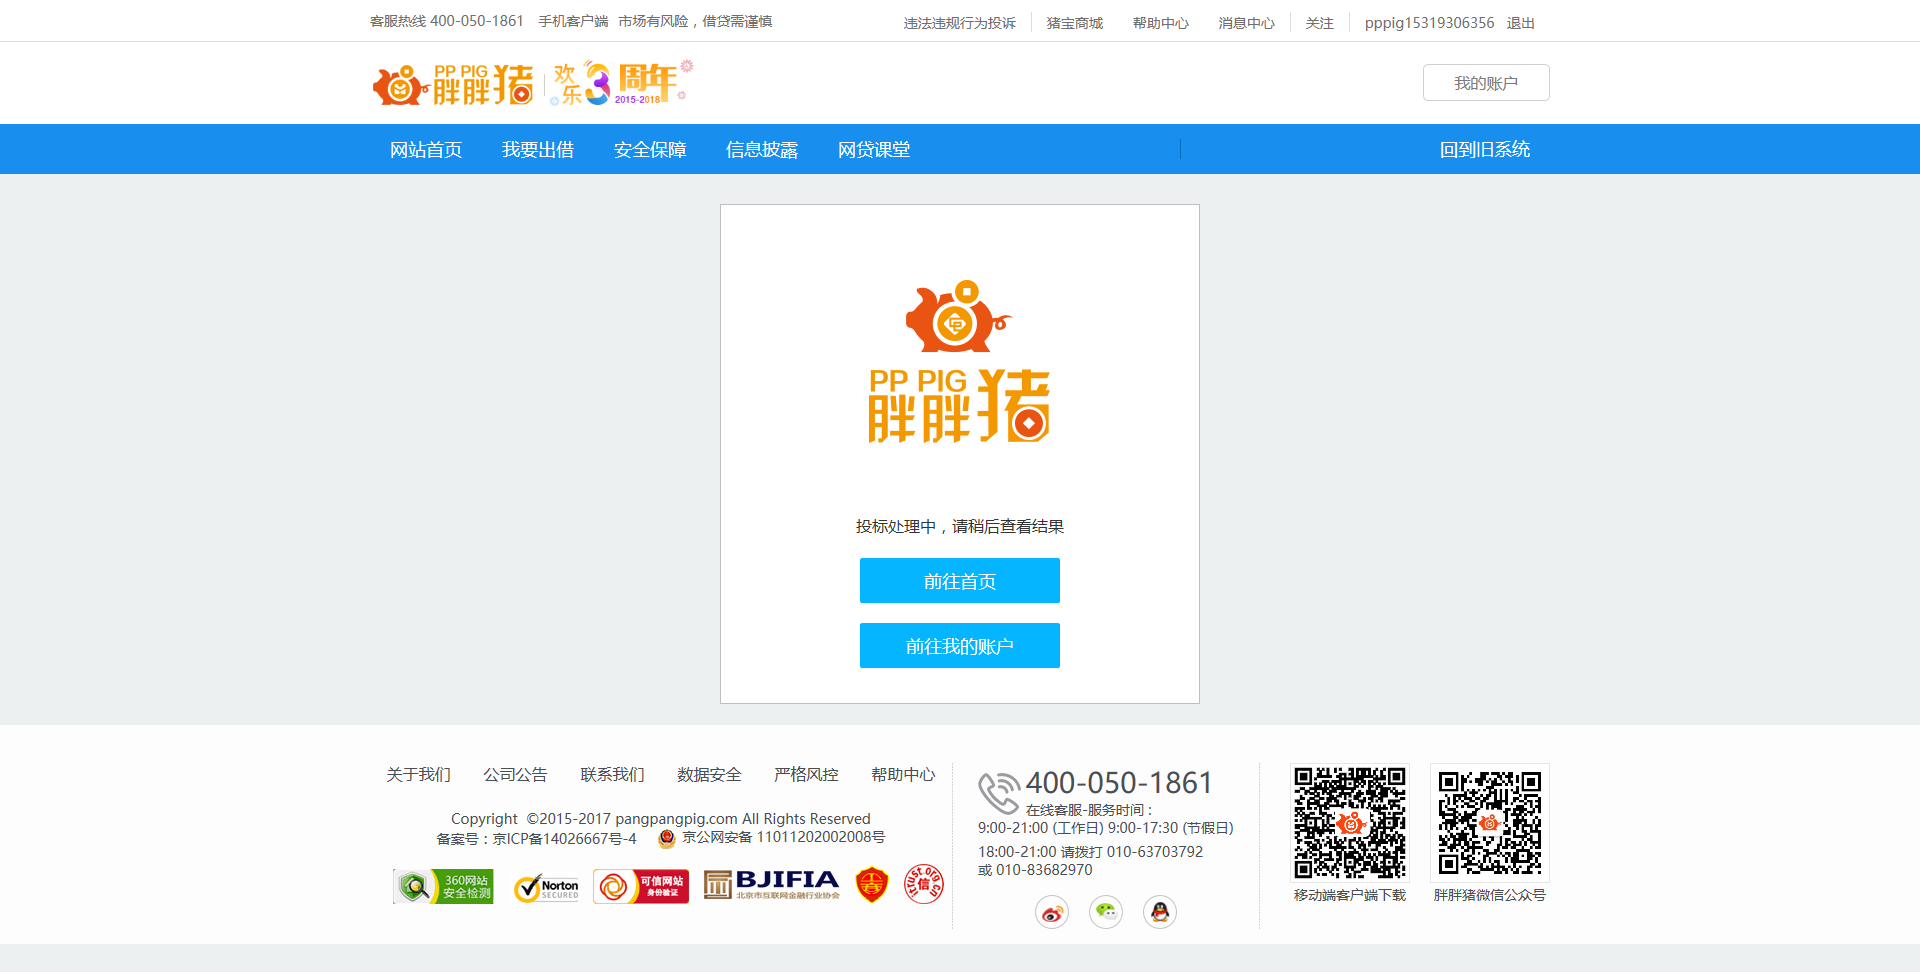 客服热线 400-050-1861 手机客户端 市场有风险，借贷需谨慎
违法违规行为投诉 猪宝商城 帮助中心 消息中心 关注 pppig15319306356 退出
PP PIG
胖胖猪
欢乐3周年
2015-2018
我的账户
网站首页 我要出借 安全保障 信息披露 网贷课堂 回到旧系统
PP PIG
胖胖猪
投标处理中，请稍后查看结果
前往首页
前往我的账户
关于我们 公司公告 联系我们 数据安全 严格风控 帮助中心
Copyright ©2015-2017 pangpangpig.com All Rights Reserved
备案号：京ICP备14026667号-4 京公网安备 11011202002008号
360网站
安全检测
Norton
SECURED
可信网站
身份验证
BJIFIA
北京市互联网金融行业协会
itrust.org.cn
信
400-050-1861
在线客服-服务时间：
9:00-21:00 (工作日) 9:00-17:30 (节假日)
18:00-21:00 请拨打 010-63703792
或 010-83682970
移动端客户端下载
胖胖猪微信公众号